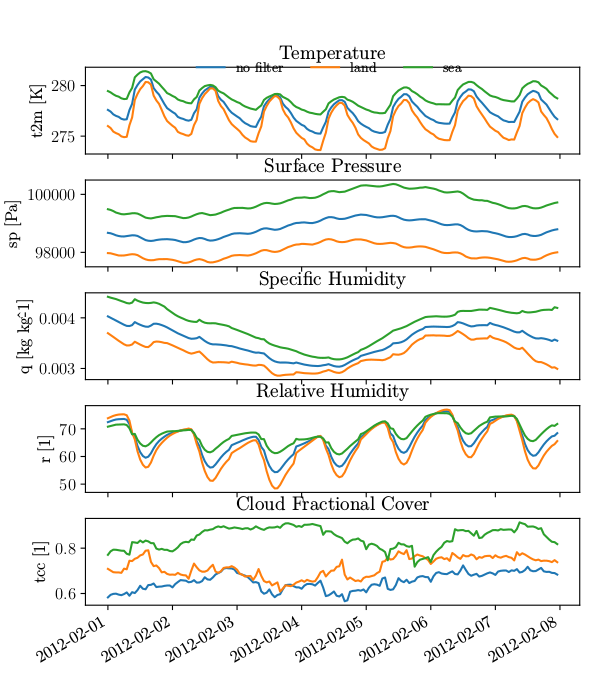 Temperature
no filter land sea
280
275
t2m [K]
Surface Pressure
100000
98000
sp [Pa]
Specific Humidity
0.004
0.003
q [kg kg-1]
Relative Humidity
70
60
50
r [1]
Cloud Fractional Cover
0.8
0.6
tcc [1]
2012-02-01 2012-02-02 2012-02-03 2012-02-04 2012-02-05 2012-02-06 2012-02-07 2012-02-08